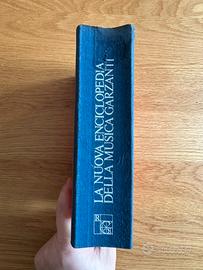 LA NUOVA ENCICLOPEDIA
DELLA MUSICA GARZANTI